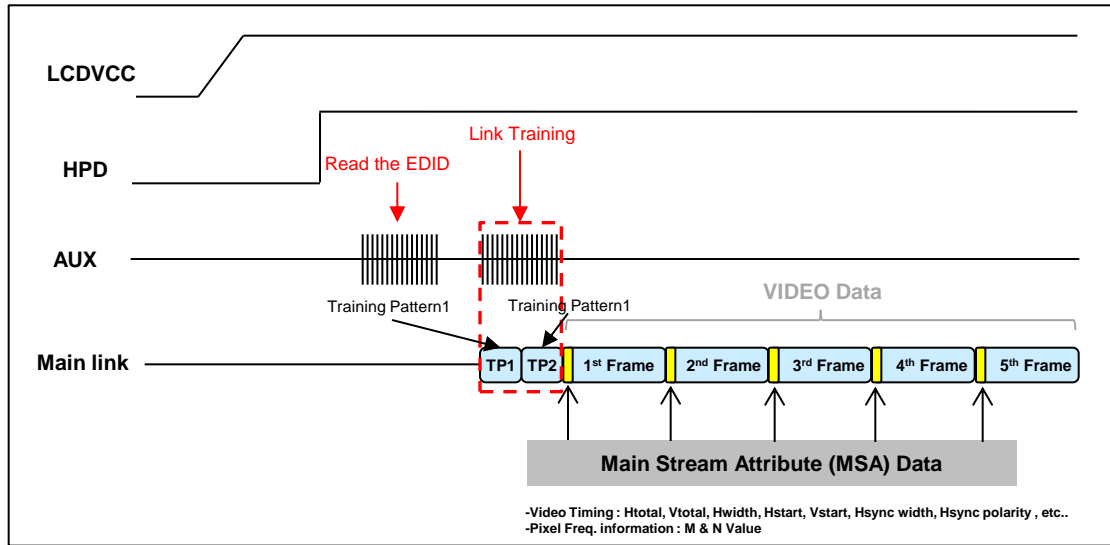 LCDVCC
Link Training
Read the EDID
HPD
AUX
VIDEO Data
Training Pattern1
Training Pattern1
Main link
TP1
TP2
1st Frame
2nd Frame
3rd Frame
4th Frame
5th Frame
Main Stream Attribute (MSA) Data
-Video Timing : Htotal, Vtotal, Hwidth, Hstart, Vstart, Hsync width, Hsync polarity , etc..
-Pixel Freq. information : M & N Value